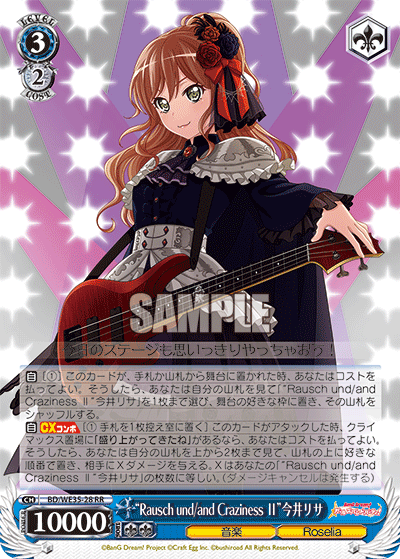 LEVEL
3
2
COST
SAMPLE
日のステージも思いっきりやっちゃおう！
自［(1)］このカードが、手札か山札から舞台に置かれた時、あなたはコストを
払ってよい。そうしたら、あなたは自分の山札を見て「"Rausch und/and
Craziness Ⅱ"今井リサ」を1枚まで選び、舞台の好きな枠に置き、その山札を
シャッフルする。
自 CXコンボ ［(1) 手札を1枚控え室に置く］このカードがアタックした時、クライ
マックス置場に「盛り上がってきたね♪」があるなら、あなたはコストを払ってよい。
そうしたら、あなたは自分の山札を上から2枚まで見て、山札の上に好きな
順番で置き、相手にXダメージを与える。Xはあなたの「"Rausch und/and
Craziness Ⅱ"今井リサ」の枚数に等しい。（ダメージキャンセルは発生する）
CH BD/WE35-28 RR
10000
"Rausch und/and Craziness Ⅱ"今井リサ
音楽
Roselia
©BanG Dream! Project ©Craft Egg Inc. ©bushiroad All Rights Reserved.